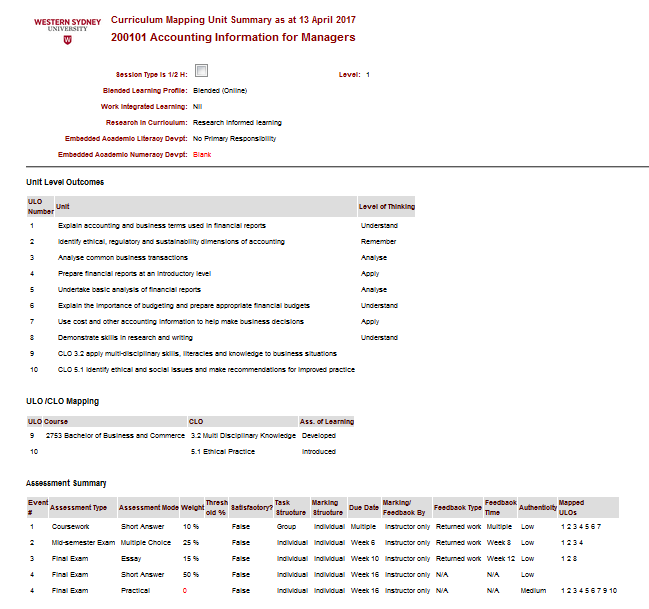 WESTERN SYDNEY
UNIVERSITY
W
Curriculum Mapping Unit Summary as at 13 April 2017
200101 Accounting Information for Managers
Session Type is 1/2 H: Level: 1
Blended Learning Profile: Blended (Online)
Work Integrated Learning: Nil
Research in Curriculum: Research informed learning
Embedded Academic Literacy Devpt: No Primary Responsibility
Embedded Academic Numeracy Devpt: Blank
Unit Level Outcomes
ULO Number Unit Level of Thinking
1 Explain accounting and business terms used in financial reports Understand
2 Identify ethical, regulatory and sustainability dimensions of accounting Remember
3 Analyse common business transactions Analyse
4 Prepare financial reports at an introductory level Apply
5 Undertake basic analysis of financial reports Analyse
6 Explain the importance of budgeting and prepare appropriate financial budgets Understand
7 Use cost and other accounting information to help make business decisions Apply
8 Demonstrate skills in research and writing Understand
9 CLO 3.2 apply multi-disciplinary skills, literacies and knowledge to business situations
10 CLO 5.1 Identify ethical and social issues and make recommendations for improved practice
ULO /CLO Mapping
ULO Course CLO Ass. of Learning
9 2753 Bachelor of Business and Commerce 3.2 Multi Disciplinary Knowledge Developed
10 5.1 Ethical Practice Introduced
Assessment Summary
Event # Assessment Type Assessment Mode Weight Thresh old % Satisfactory? Task Structure Marking Structure Due Date Marking/ Feedback By Feedback Type Feedback Time Authenticity Mapped ULOs
1 Coursework Short Answer 10 % False Group Individual Multiple Instructor only Returned work Multiple Low 1 2 3 4 5 6 7
2 Mid-semester Exam Multiple Choice 25 % False Individual Individual Week 6 Instructor only Returned work Week 8 Low 1 2 3 4
3 Final Exam Essay 15 % False Individual Individual Week 10 Instructor only Returned work Week 12 Low 1 2 8
4 Final Exam Short Answer 50 % False Individual Individual Week 16 Instructor only N/A N/A Low
4 Final Exam Practical 0 False Individual Individual Week 16 Instructor only N/A N/A Medium 1 2 3 4 5 6 7 8 9 10